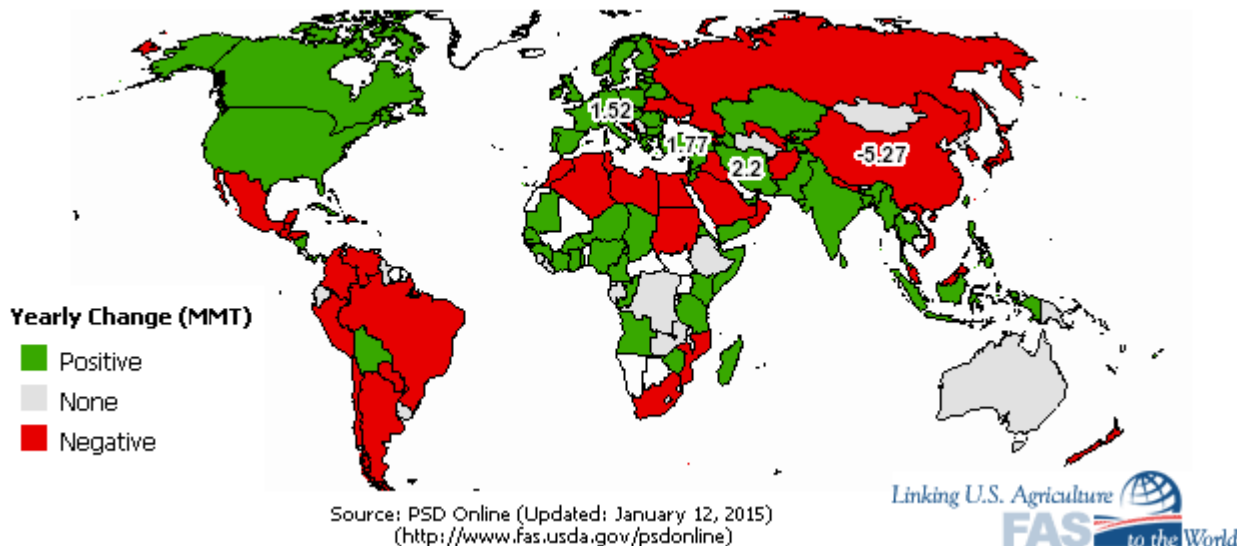 1.52
1.77
2.2
-5.27
Yearly Change (MMT)
Positive
None
Negative
Source: PSD Online (Updated: January 12, 2015)
(http://www.fas.usda.gov/psdonline)
Linking U.S. Agriculture
FAS to the World